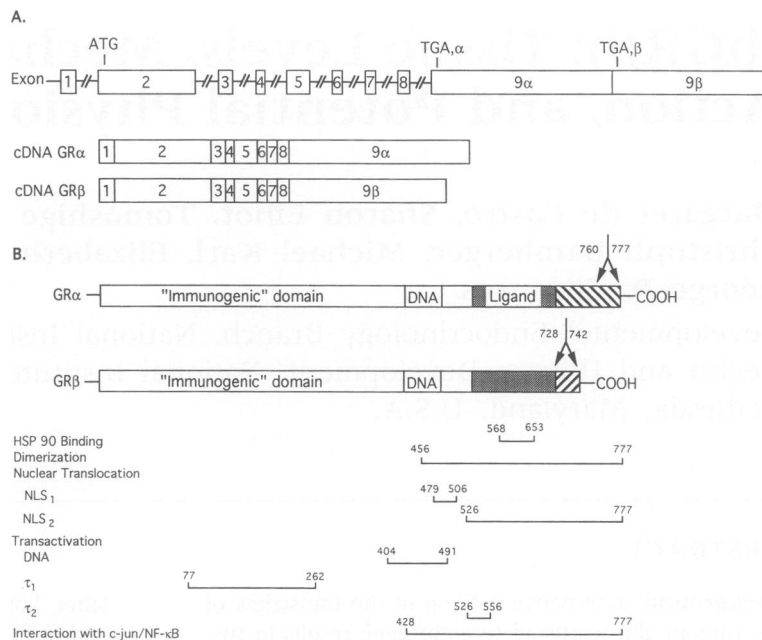 A.
ATG
TGA,α
TGA,β
Exon 1 2 3 4 5 6 7 8 9α 9β
cDNA GRα 1 2 3 4 5 6 7 8 9α
cDNA GRβ 1 2 3 4 5 6 7 8 9β
B.
760 777
GRα "Immunogenic" domain DNA Ligand COOH
728 742
GRβ "Immunogenic" domain DNA COOH
HSP 90 Binding 568 653
Dimerization 456 777
Nuclear Translocation
NLS1 479 506
NLS2 526 777
Transactivation
DNA 404 491
τ1 77 262
τ2 526 556
Interaction with c-jun/NF-κB 428 777